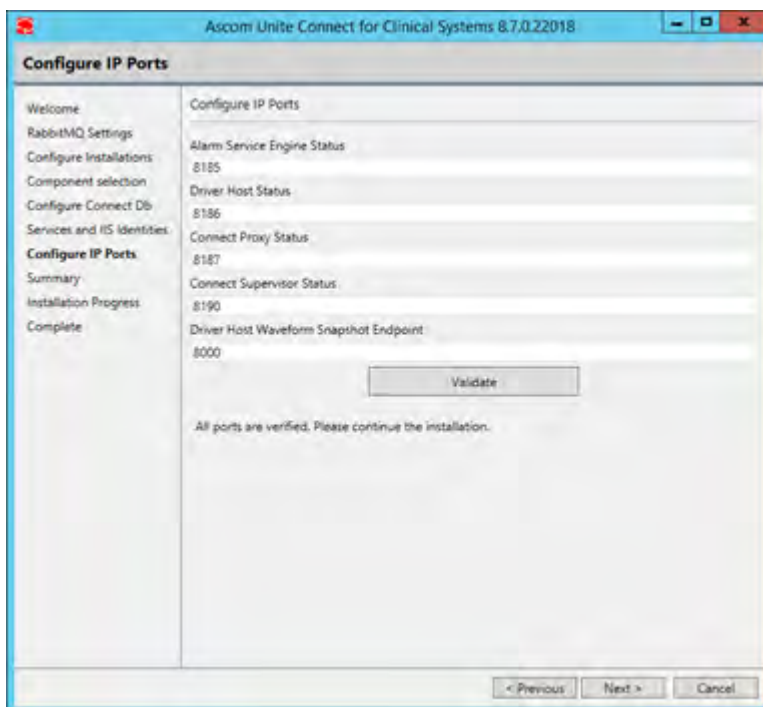 Ascom Unite Connect for Clinical Systems 8.7.0.22018
Configure IP Ports
Welcome
RabbitMQ Settings
Configure Installations
Component selection
Configure Connect Db
Services and IIS Identities
Configure IP Ports
Summary
Installation Progress
Complete
Configure IP Ports
Alarm Service Engine Status
8185
Driver Host Status
8186
Connect Proxy Status
8187
Connect Supervisor Status
8190
Driver Host Waveform Snapshot Endpoint
8000
Validate
All ports are verified. Please continue the installation.
< Previous
Next >
Cancel